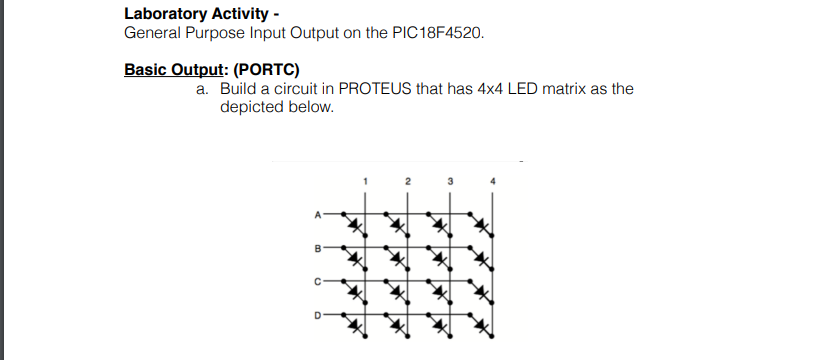 Laboratory Activity -
General Purpose Input Output on the PIC18F4520.
Basic Output: (PORTC)
a. Build a circuit in PROTEUS that has 4x4 LED matrix as the
depicted below.
1 2 3 4
A
B
C
D